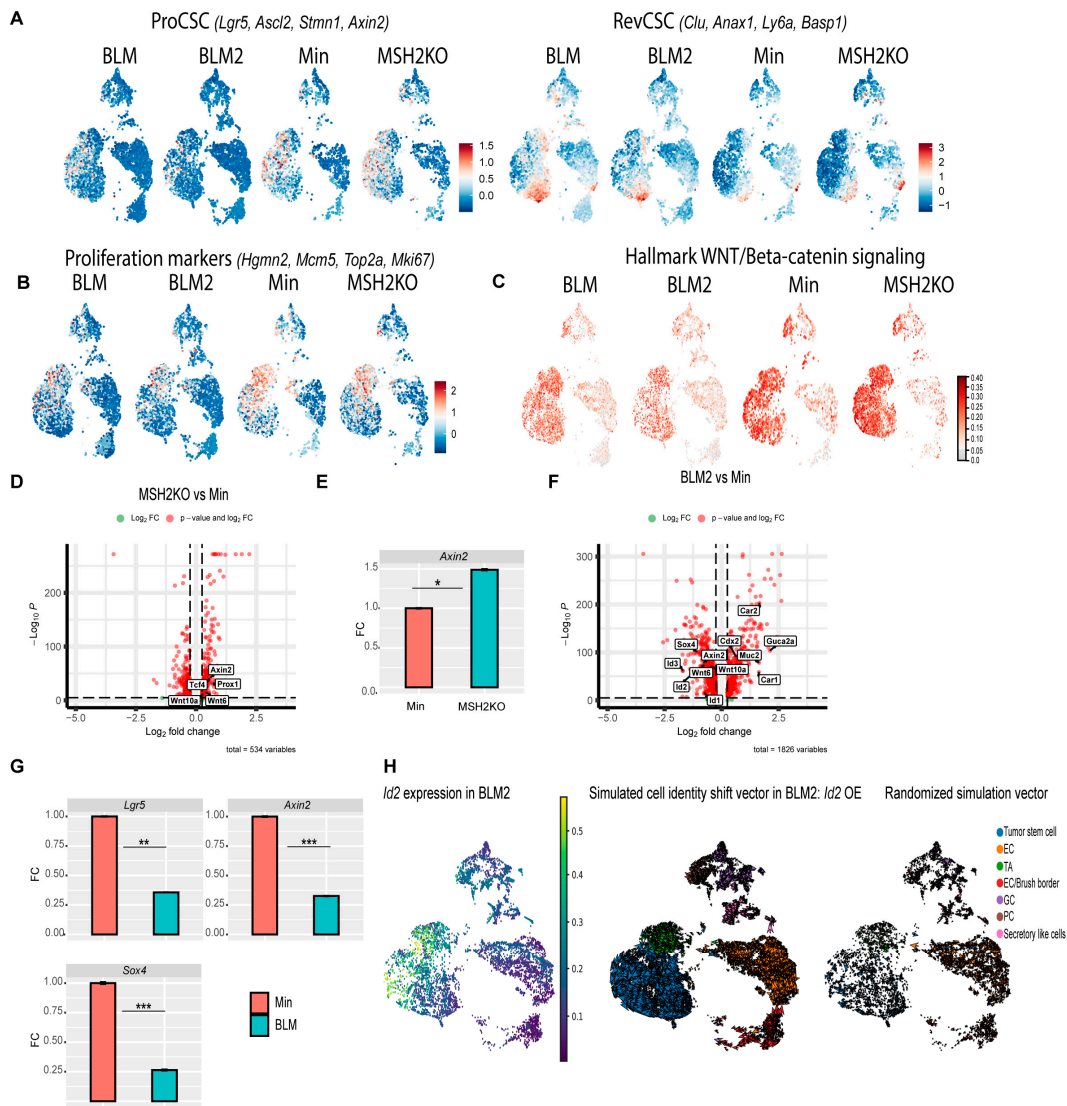 A
ProCSC (Lgr5, Ascl2, Stmn1, Axin2)
BLM
BLM2
Min
MSH2KO
1.5
1.0
0.5
0.0
RevCSC (Clu, Anax1, Ly6a, Basp1)
BLM
BLM2
Min
MSH2KO
3
2
1
0
−1
B
Proliferation markers (Hgmn2, Mcm5, Top2a, Mki67)
BLM
BLM2
Min
MSH2KO
2
1
0
C
Hallmark WNT/Beta-catenin signaling
BLM
BLM2
Min
MSH2KO
0.40
0.35
0.30
0.25
0.20
0.15
0.10
0.05
0.0
D
MSH2KO vs Min
Log2 FC
p – value and log2 FC
− Log10 P
200
100
0
Axin2
Tcf4
Prox1
Wnt10a
Wnt6
−5.0
−2.5
0.0
2.5
Log2 fold change
total = 534 variables
E
Axin2
FC
1.5
1.0
0.5
0.0
*
Min
MSH2KO
F
BLM2 vs Min
Log2 FC
p – value and log2 FC
− Log10 P
300
200
100
0
Car2
Sox4
Cdx2
Guca2a
Axin2
Muc2
Id3
Wnt6
Wnt10a
Id2
Car1
Id1
−5.0
−2.5
0.0
2.5
Log2 fold change
total = 1826 variables
G
Lgr5
FC
1.00
0.75
0.50
0.25
0.00
**
Axin2
1.00
0.75
0.50
0.25
0.00
***
Sox4
FC
1.00
0.75
0.50
0.25
***
Min
BLM
H
Id2 expression in BLM2
0.5
0.4
0.3
0.2
0.1
Simulated cell identity shift vector in BLM2: Id2 OE
Randomized simulation vector
Tumor stem cell
EC
TA
EC/Brush border
GC
PC
Secretory like cells